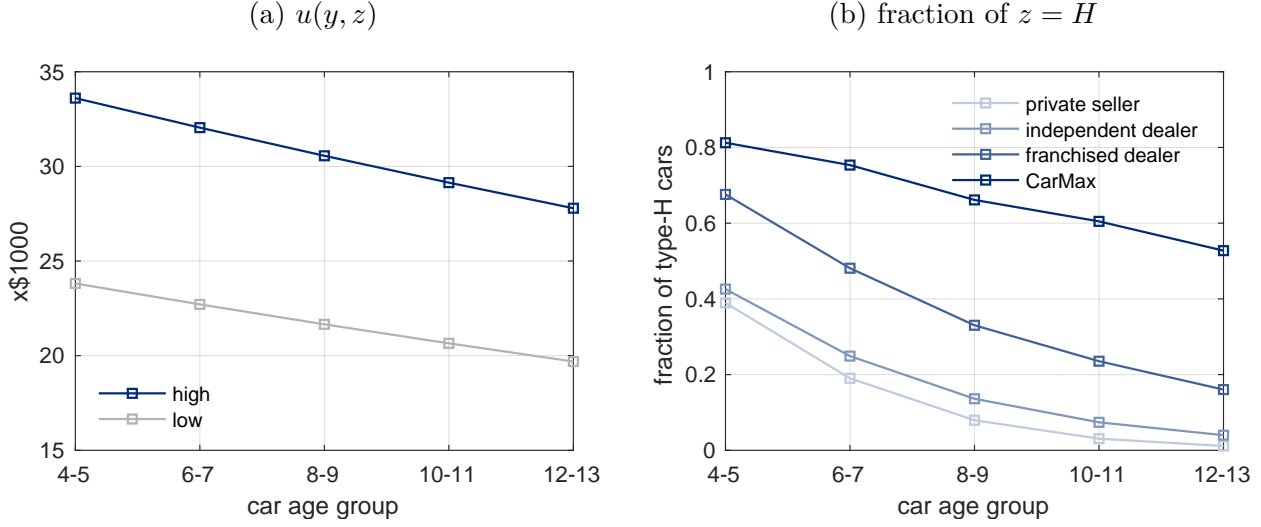 (a) u(y, z)
35
30
25
20
15
x$1000
high
low
4-5
6-7
8-9
10-11
12-13
car age group
(b) fraction of z = H
1
0.8
0.6
0.4
0.2
0
fraction of type-H cars
private seller
independent dealer
franchised dealer
CarMax
4-5
6-7
8-9
10-11
12-13
car age group